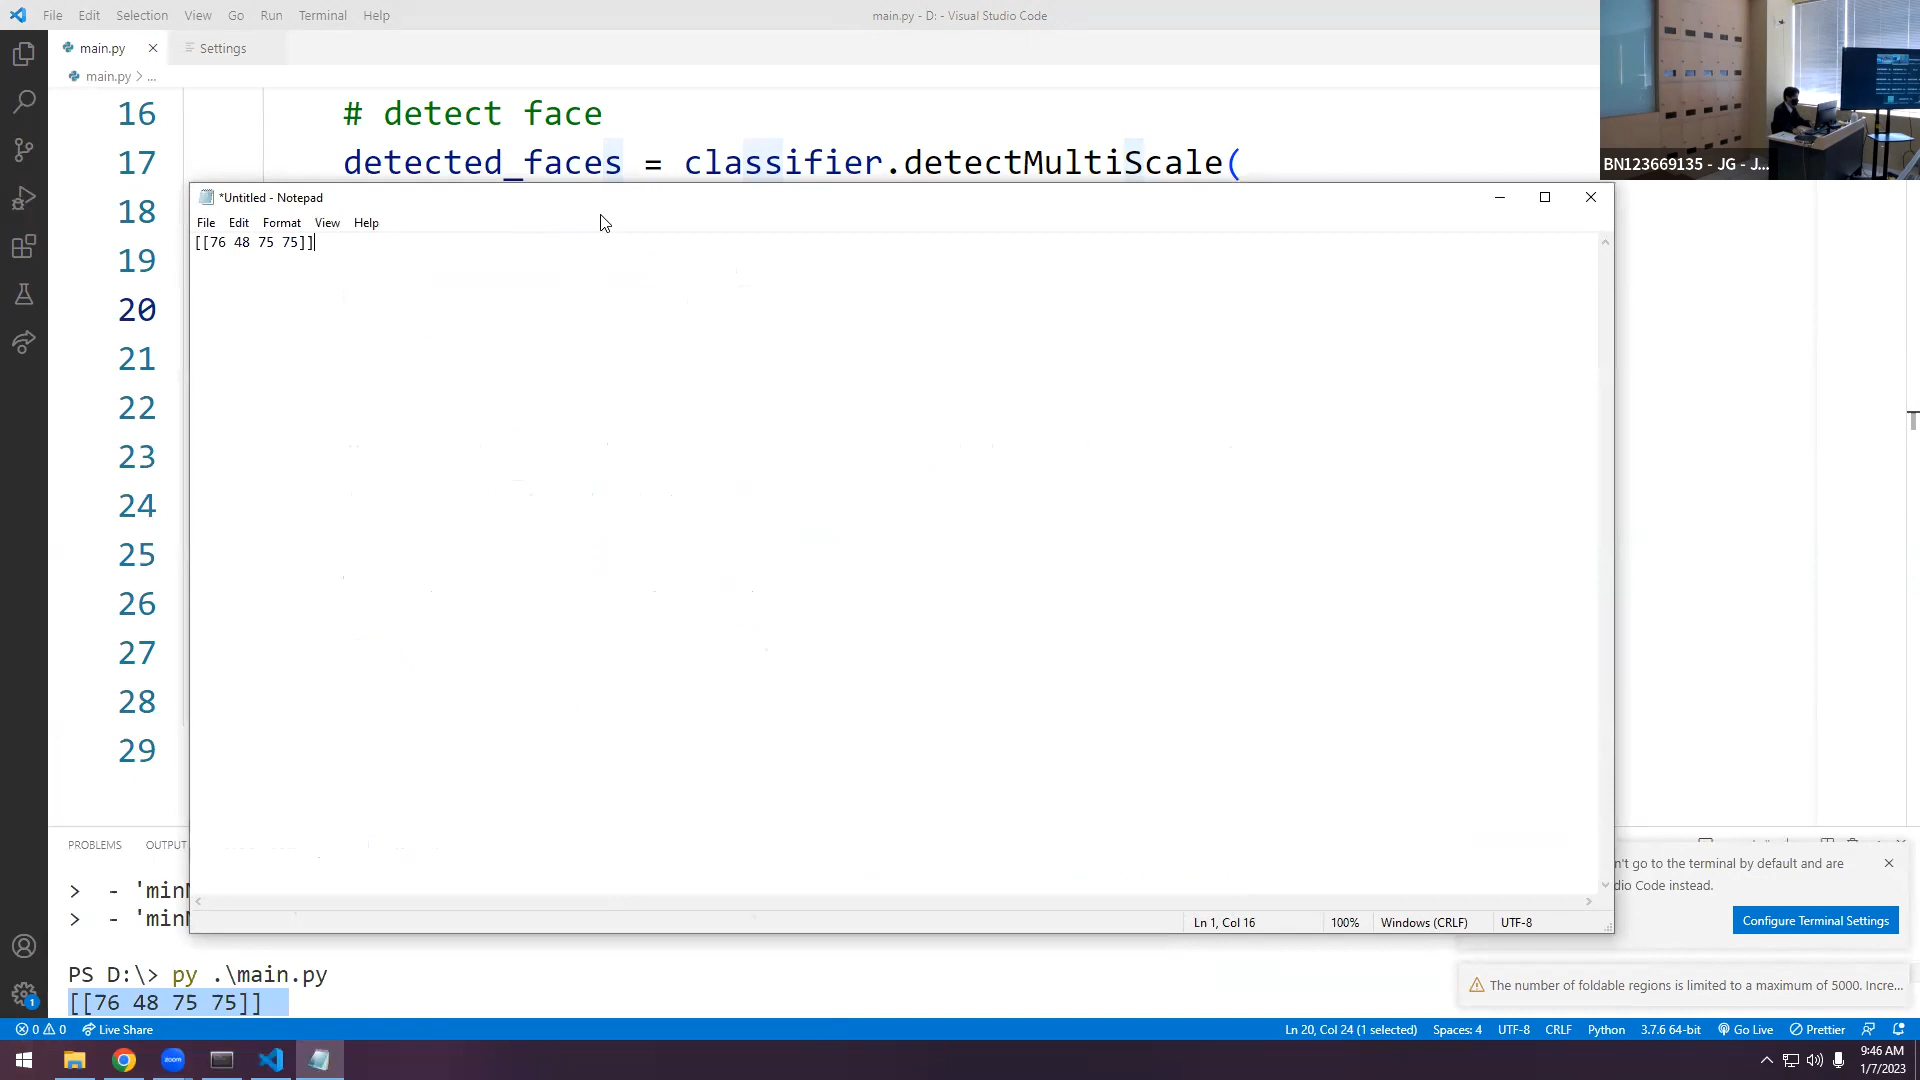 File Edit Selection View Go Run Terminal Help
main.py - D: - Visual Studio Code
main.py
Settings
main.py > ...
16 # detect face
17 detected_faces = classifier.detectMultiScale(
18
19
20
21
22
23
24
25
26
27
28
29
*Untitled - Notepad
File Edit Format View Help
[[76 48 75 75]]
Ln 1, Col 16
100%
Windows (CRLF)
UTF-8
BN123669135 - JG - J...
PROBLEMS OUTPUT
> - 'minN
> - 'minN
PS D:\> py .\main.py
[[76 48 75 75]]
n't go to the terminal by default and are
dio Code instead.
Configure Terminal Settings
The number of foldable regions is limited to a maximum of 5000. Incre...
1
0 0 Live Share
Ln 20, Col 24 (1 selected) Spaces: 4 UTF-8 CRLF Python 3.7.6 64-bit Go Live Prettier
zoom
9:46 AM
1/7/2023